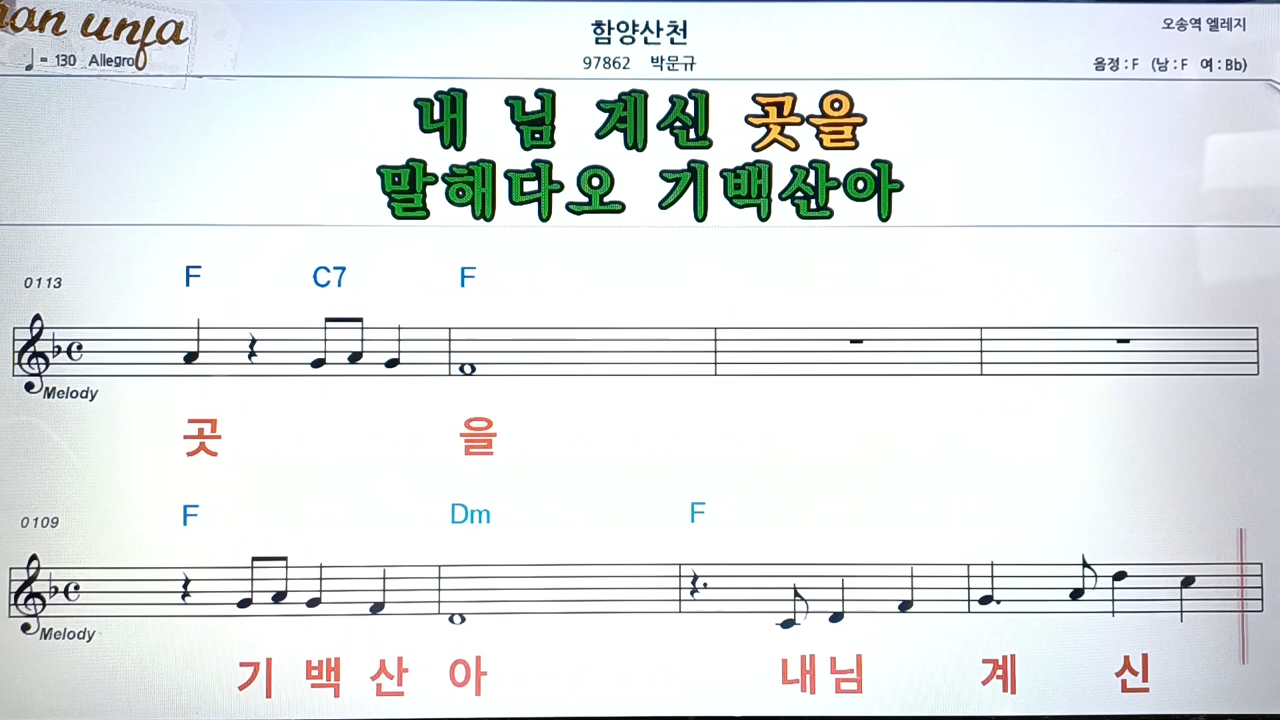 함양산천
오송역 엘레지
♩ = 130 Allegro
97862 박문규
음정 : F (남 : F 여 : Bb)
내 님 계신 곳을
말해다오 기백산아
0113
F C7 F
Melody
곳 을
0109
F Dm F
Melody
기 백 산 아 내 님 계 신